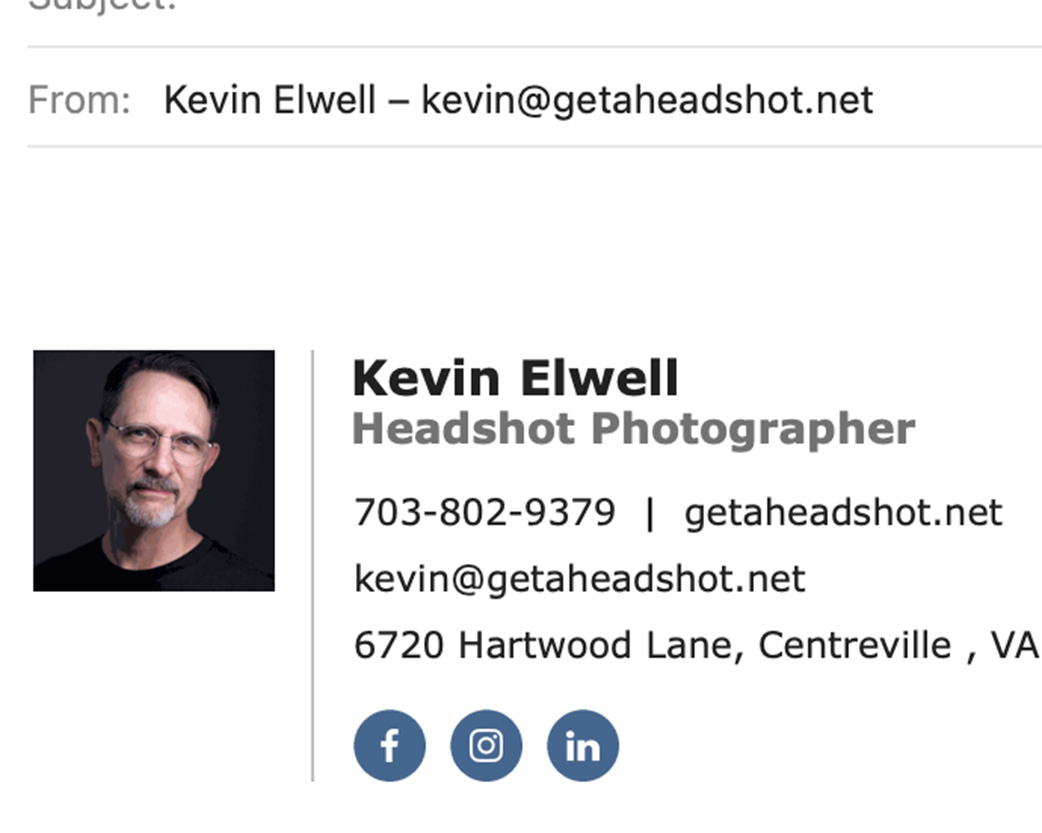 Subject:
From: Kevin Elwell – kevin@getaheadshot.net
Kevin Elwell
Headshot Photographer
703-802-9379 | getaheadshot.net
kevin@getaheadshot.net
6720 Hartwood Lane, Centreville , VA
f
in